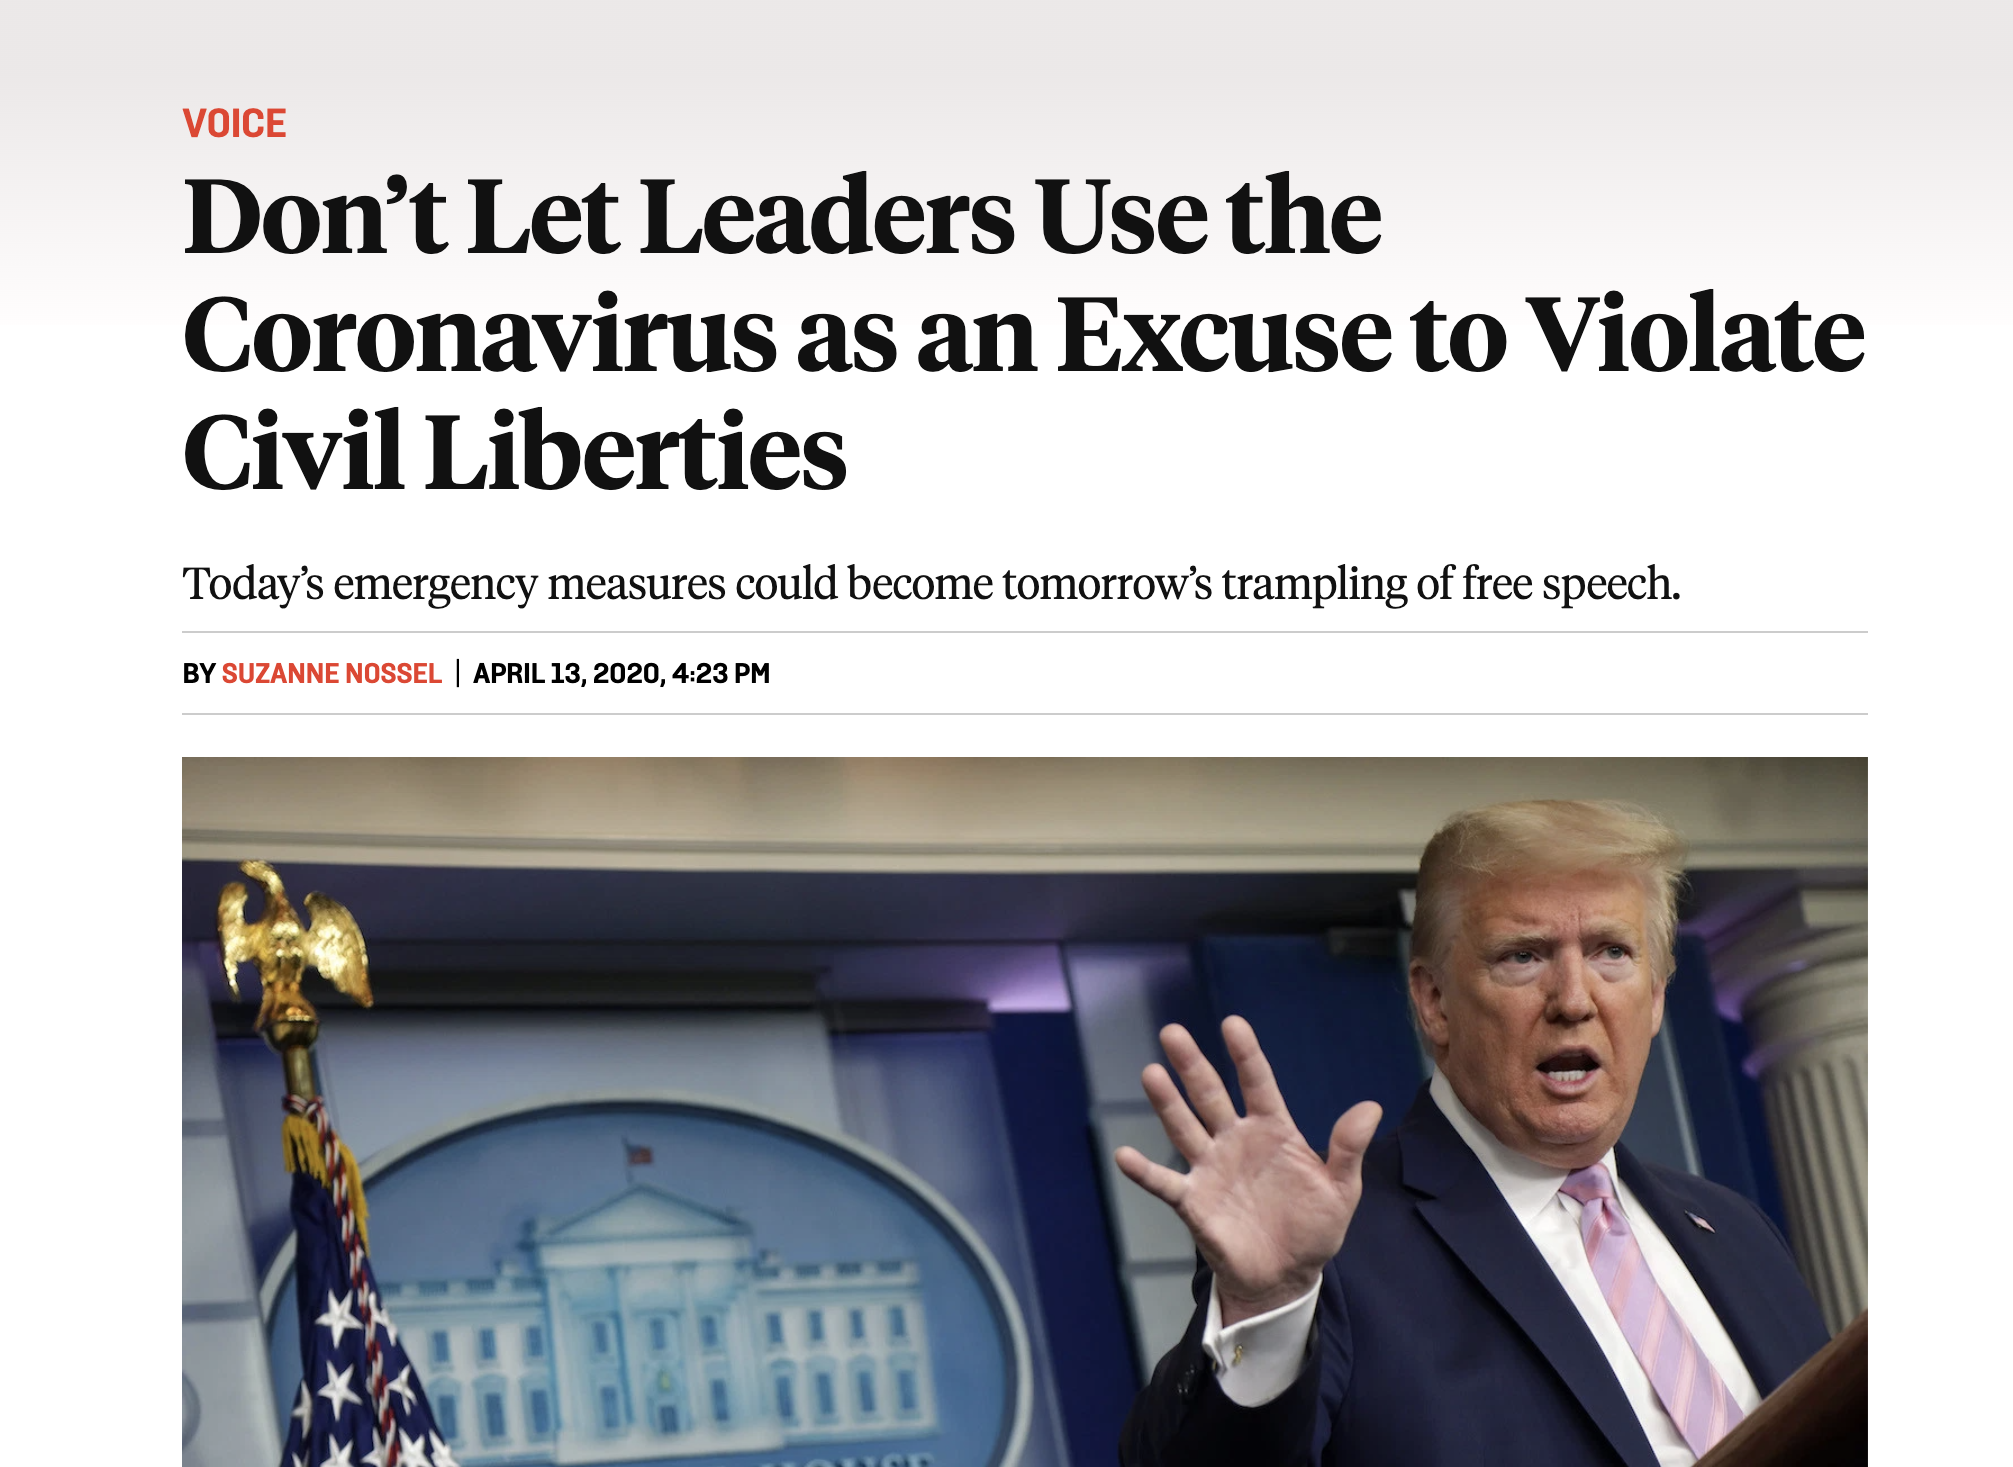 VOICE
Don’t Let Leaders Use the
Coronavirus as an Excuse to Violate
Civil Liberties
Today’s emergency measures could become tomorrow’s trampling of free speech.
BY SUZANNE NOSSEL | APRIL 13, 2020, 4:23 PM
HOUSE